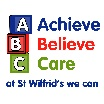 A Achieve
B Believe
C Care
at St Wilfrid's we can